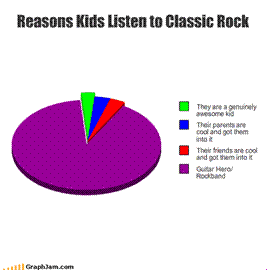 Reasons Kids Listen to Classic Rock
They are a genuinely
awesome kid
Their parents are
cool and got them
into it
Their friends are cool
and got them into it
Guitar Hero/
Rockband
GraphJam.com